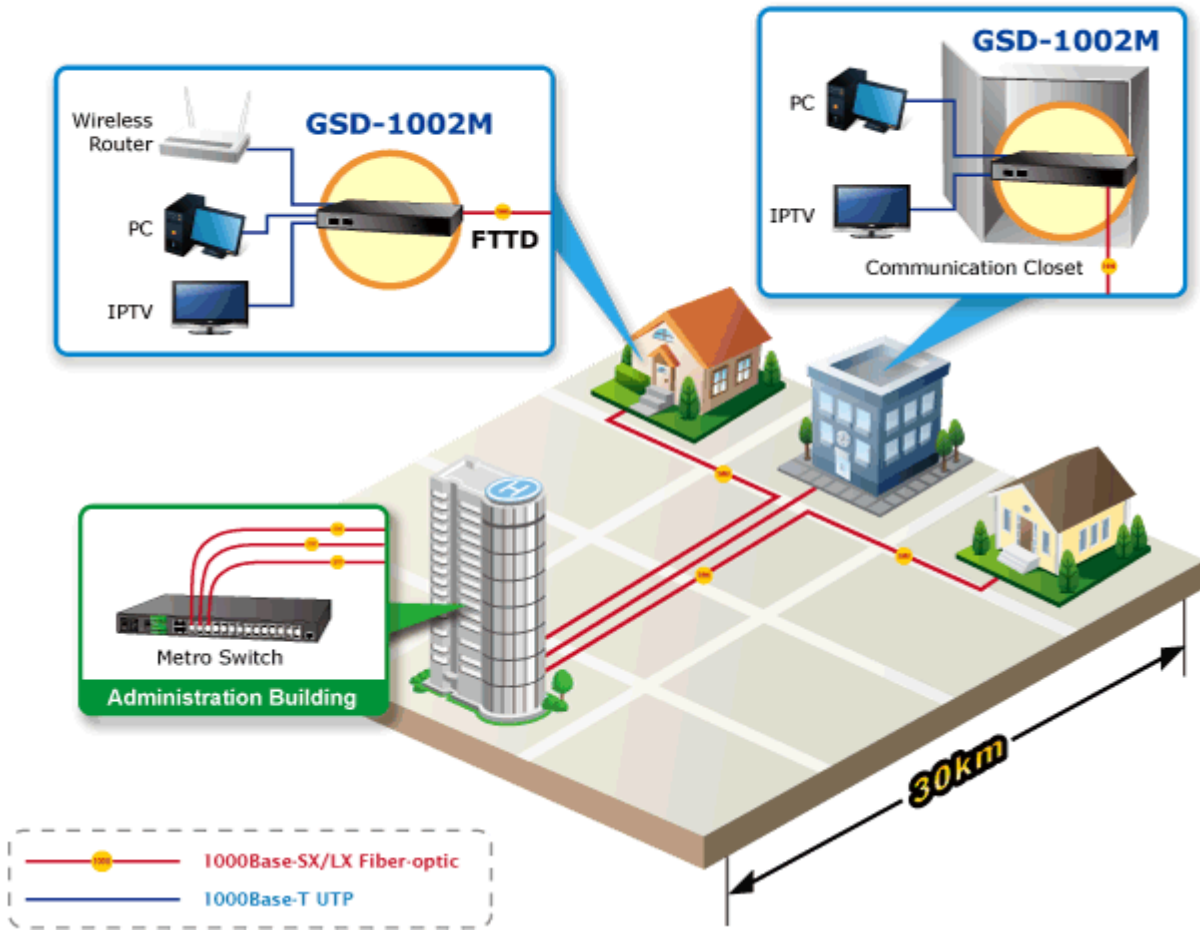 GSD-1002M
Wireless
Router
PC
IPTV
FTTD
GSD-1002M
PC
IPTV
Communication Closet
Metro Switch
Administration Building
30km
1000
1000Base-SX/LX Fiber-optic
1000Base-T UTP